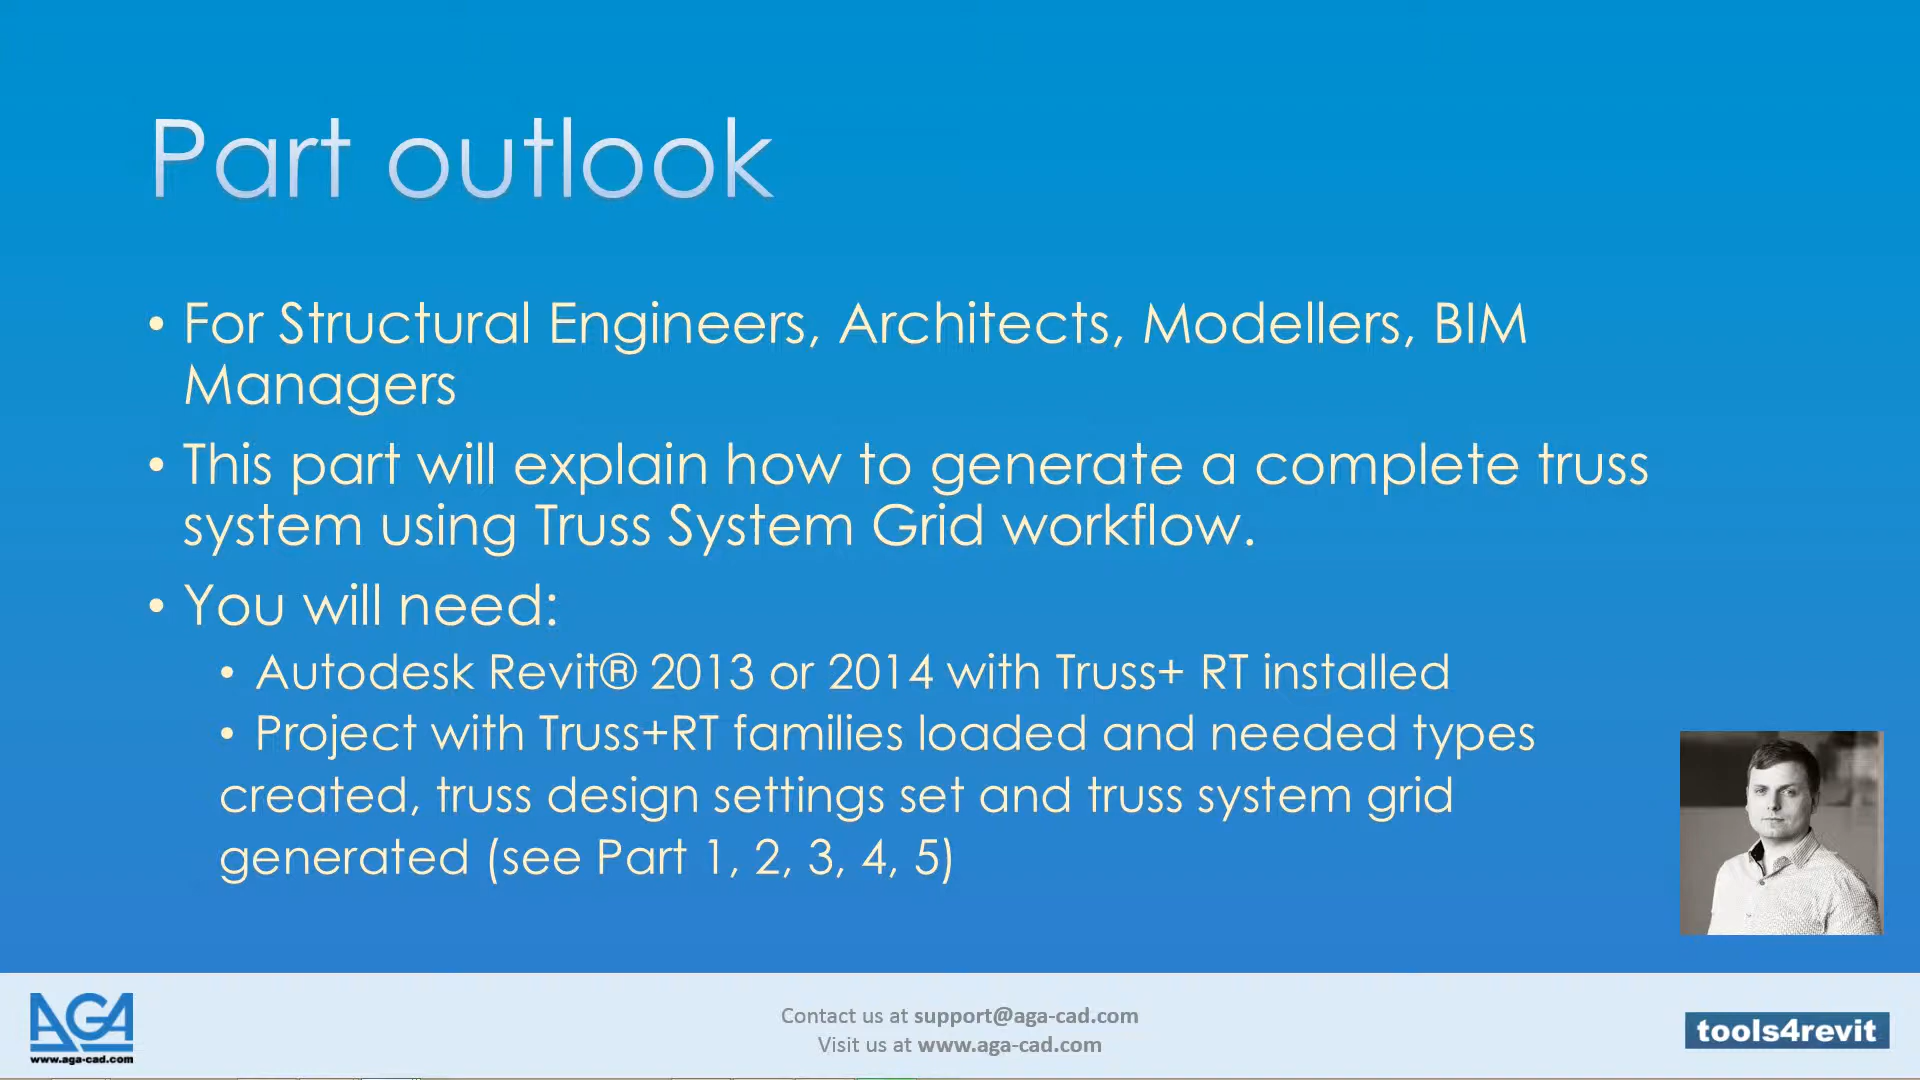 Part outlook
• For Structural Engineers, Architects, Modellers, BIM
Managers
• This part will explain how to generate a complete truss
system using Truss System Grid workflow.
• You will need:
• Autodesk Revit® 2013 or 2014 with Truss+ RT installed
• Project with Truss+RT families loaded and needed types
created, truss design settings set and truss system grid
generated (see Part 1, 2, 3, 4, 5)
AGA
www.aga-cad.com
Contact us at support@aga-cad.com
Visit us at www.aga-cad.com
tools4revit